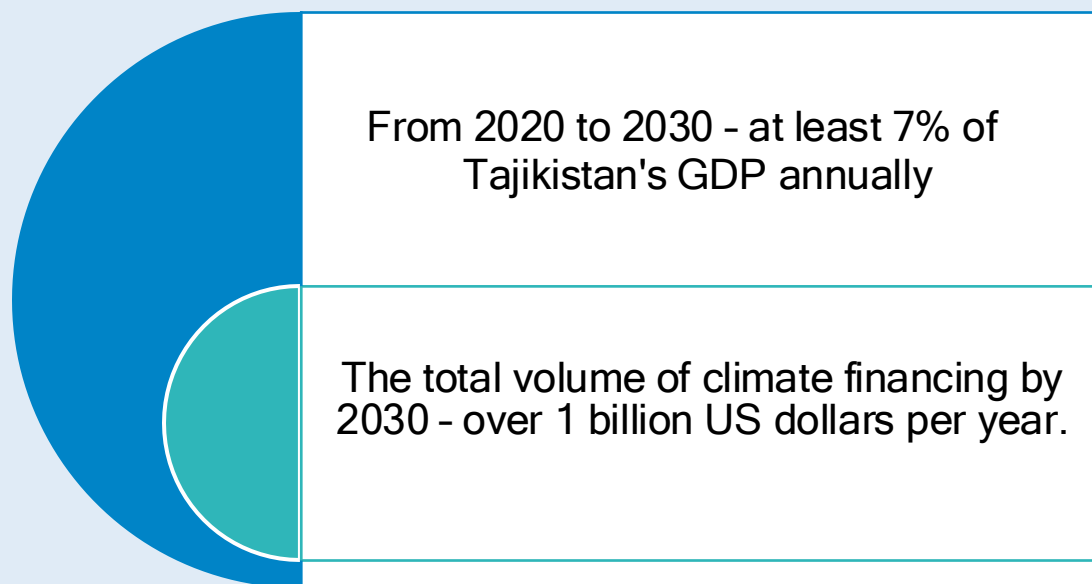 From 2020 to 2030 – at least 7% of
Tajikistan's GDP annually
The total volume of climate financing by
2030 – over 1 billion US dollars per year.